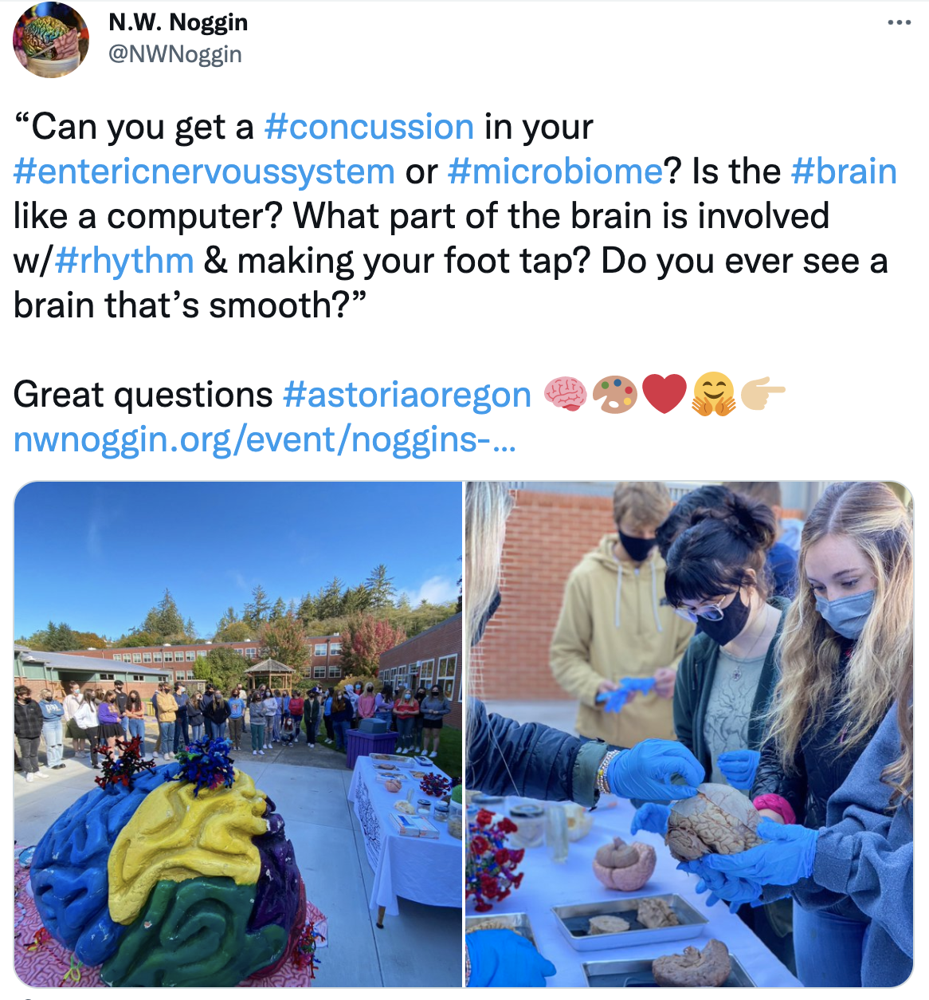 N.W. Noggin
@NWNoggin
“Can you get a #concussion in your
#entericnervoussystem or #microbiome? Is the #brain
like a computer? What part of the brain is involved
w/#rhythm & making your foot tap? Do you ever see a
brain that’s smooth?”
Great questions #astoriaoregon 🧠🎨❤️🤗👉
nwnoggin.org/event/noggins-...